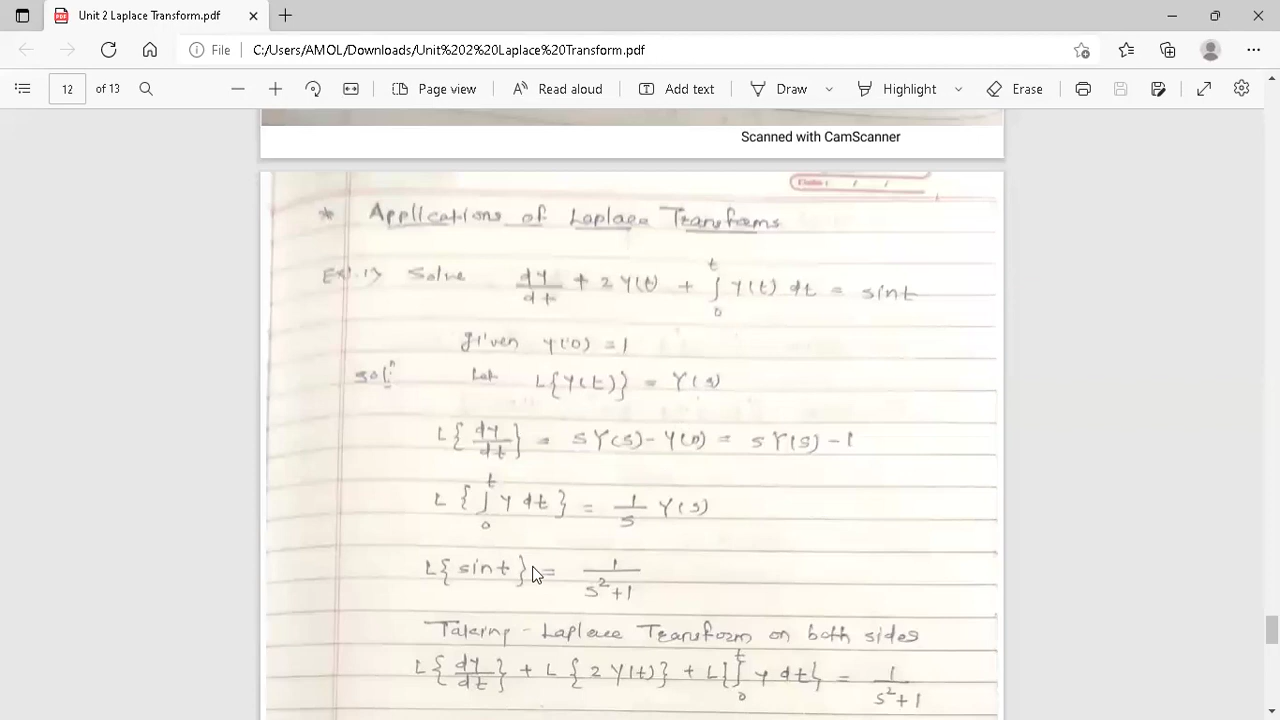 Unit 2 Laplace Transform.pdf
File C:/Users/AMOL/Downloads/Unit%202%20Laplace%20Transform.pdf
12 of 13 Page view Read aloud Add text Draw Highlight Erase
Scanned with CamScanner
Date: / /
* Applications of Laplace Transforms
Ex.1) Solve dy/dt + 2Y(t) + ∫₀ᵗ Y(t) dt = sint
given Y(0) = 1
Solⁿ: Let L{Y(t)} = Y(s)
L{dy/dt} = sY(s) - Y(0) = sY(s) - 1
L{∫₀ᵗ y dt} = 1/s Y(s)
L{sint} = 1/(s²+1)
Taking - Laplace Transform on both sides
L{dy/dt} + L{2Y(t)} + L{∫₀ᵗ y dt} = 1/(s²+1)